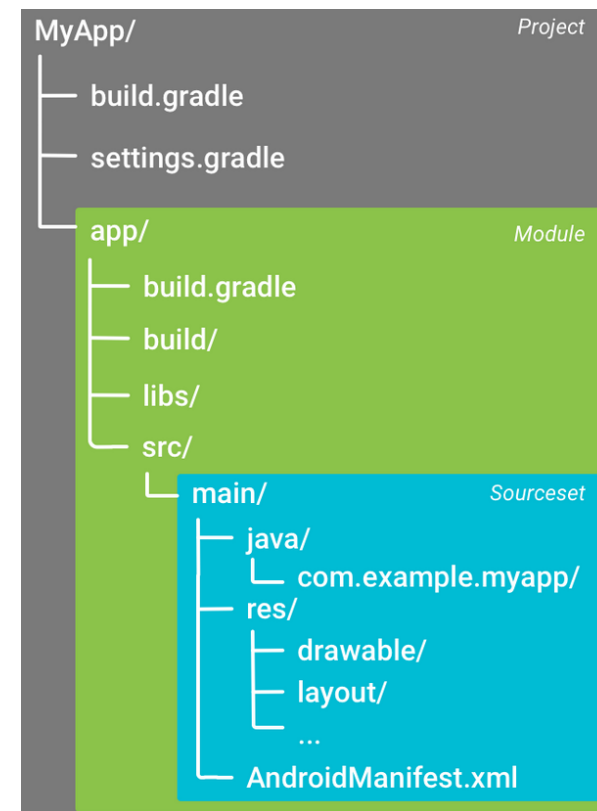 MyApp/ Project
build.gradle
settings.gradle
app/ Module
build.gradle
build/
libs/
src/
main/ Sourceset
java/
com.example.myapp/
res/
drawable/
layout/
...
AndroidManifest.xml